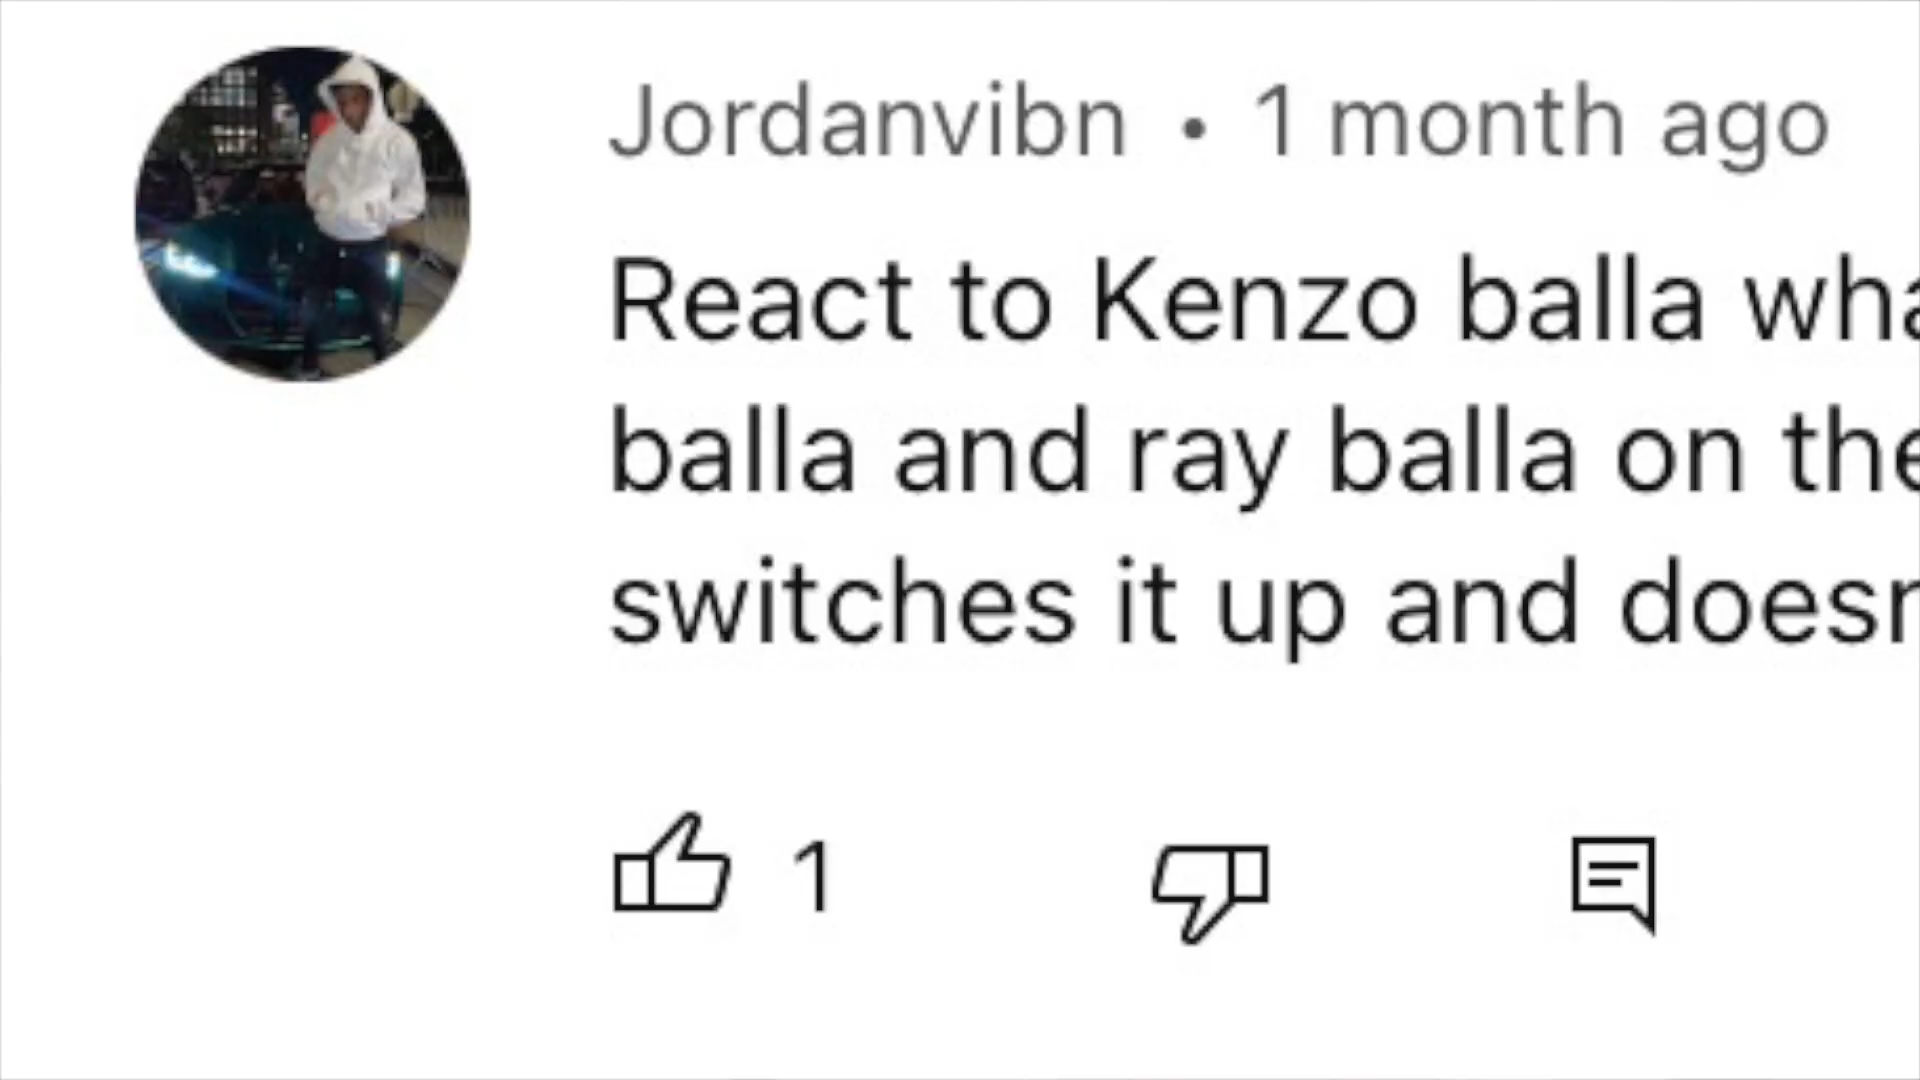 Jordanvibn • 1 month ago
React to Kenzo balla wha
balla and ray balla on the
switches it up and doesn
1